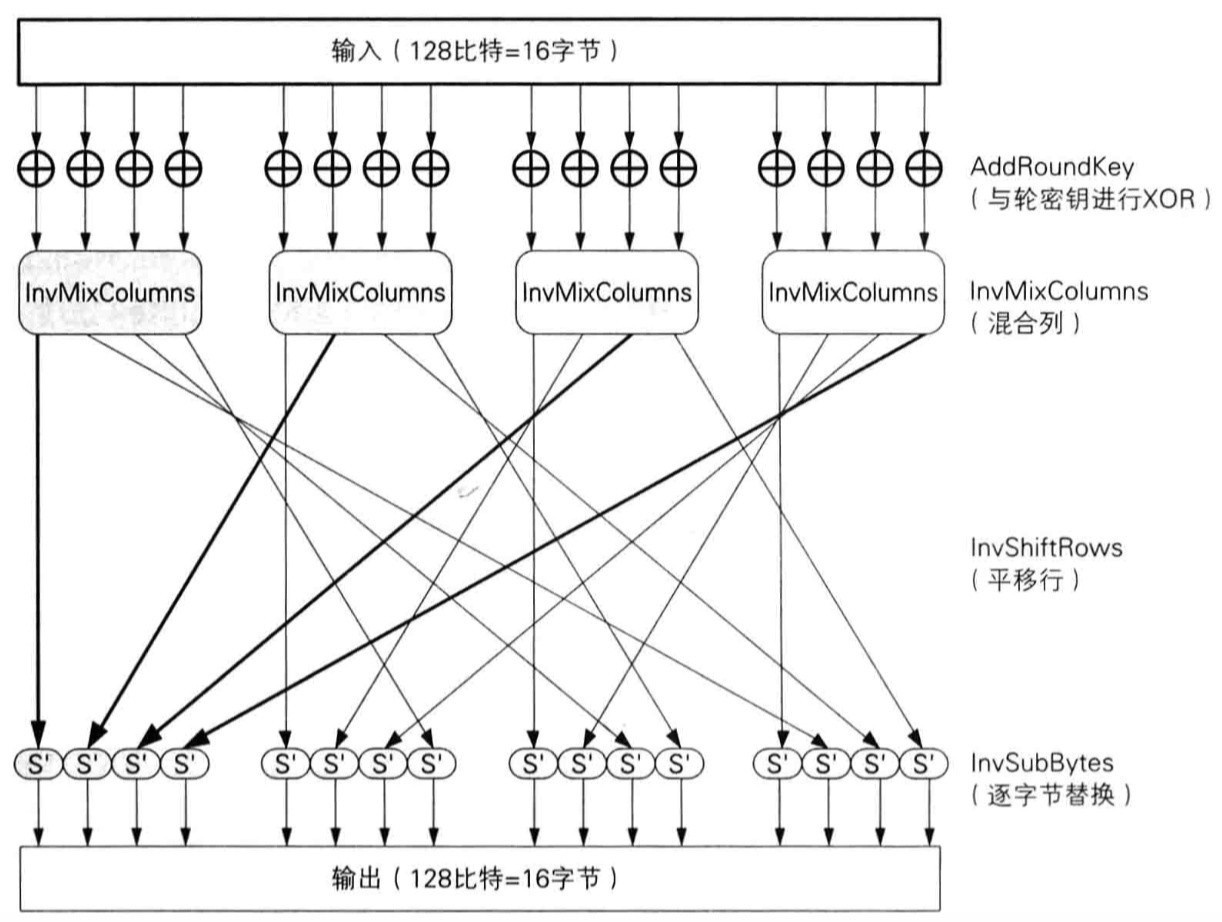 输入（128比特=16字节）
AddRoundKey
（与轮密钥进行XOR）
InvMixColumns InvMixColumns InvMixColumns InvMixColumns
InvMixColumns
（混合列）
InvShiftRows
（平移行）
S' S' S' S' S' S' S' S' S' S' S' S' S' S' S' S'
InvSubBytes
（逐字节替换）
输出（128比特=16字节）